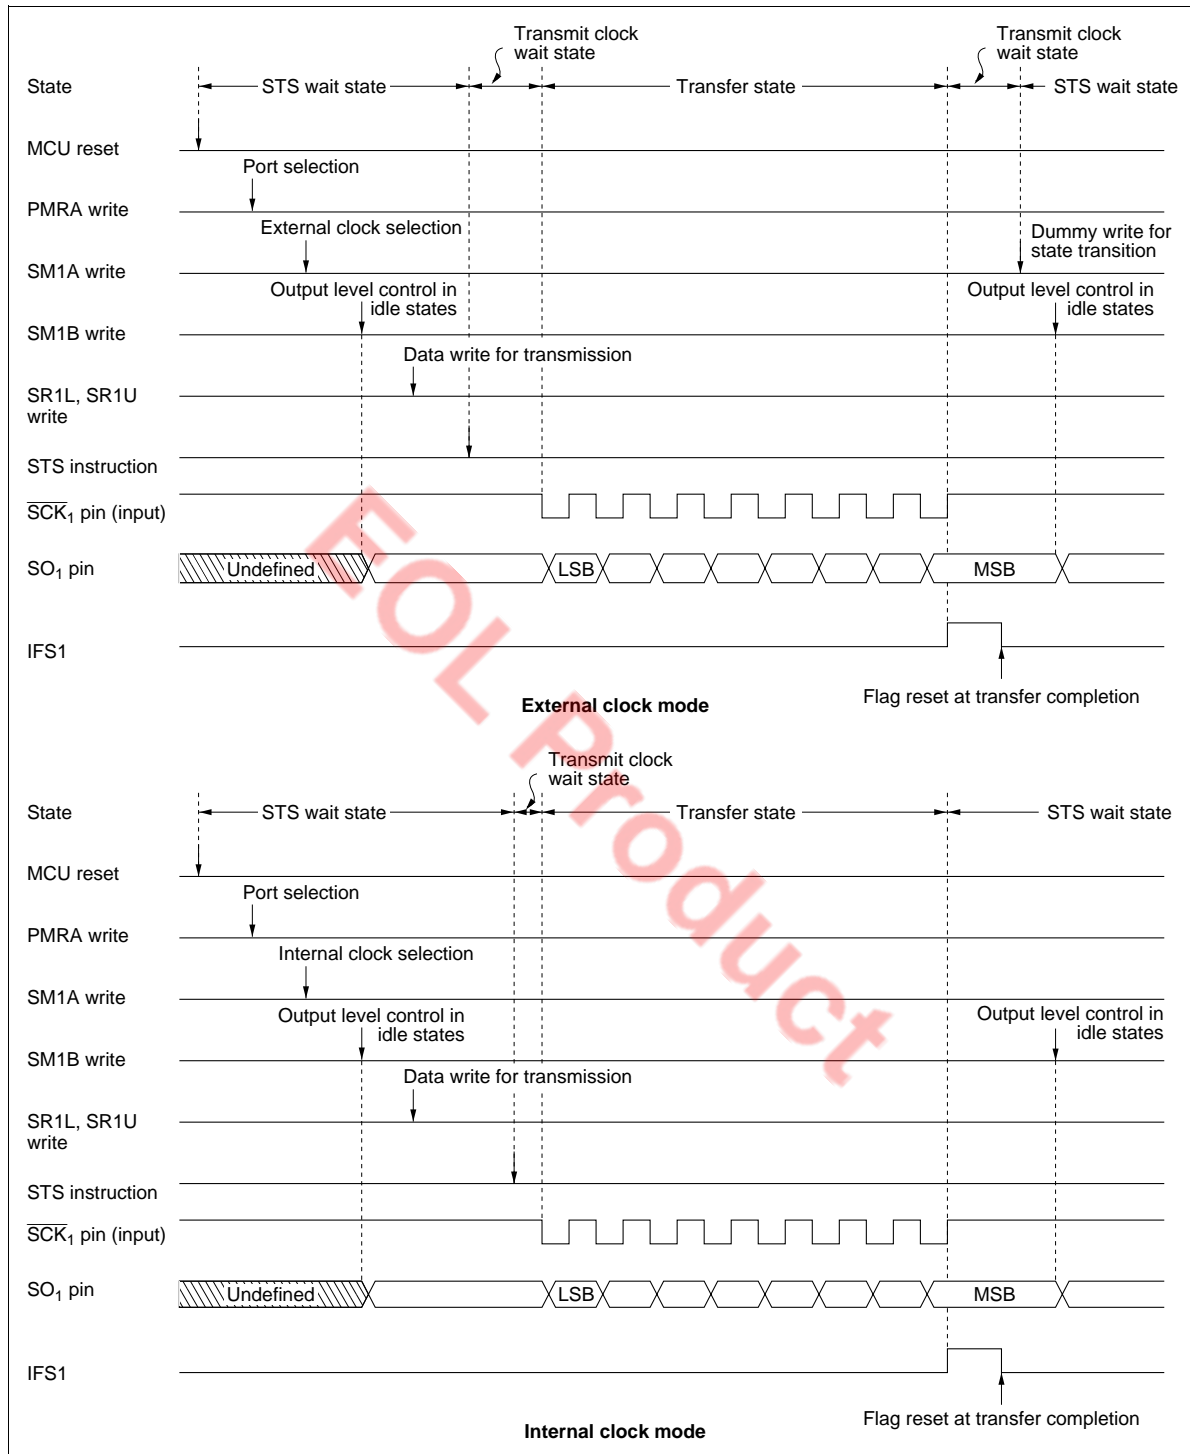 Transmit clock
wait state
Transmit clock
wait state
State
STS wait state
Transfer state
STS wait state
MCU reset
Port selection
PMRA write
External clock selection
Dummy write for
state transition
SM1A write
Output level control in
idle states
Output level control in
idle states
SM1B write
Data write for transmission
SR1L, SR1U
write
STS instruction
S̅C̅K̅₁ pin (input)
SO₁ pin
Undefined
LSB
MSB
IFS1
Flag reset at transfer completion
External clock mode
Transmit clock
wait state
State
STS wait state
Transfer state
STS wait state
MCU reset
Port selection
PMRA write
Internal clock selection
SM1A write
Output level control in
idle states
Output level control in
idle states
SM1B write
Data write for transmission
SR1L, SR1U
write
STS instruction
S̅C̅K̅₁ pin (input)
SO₁ pin
Undefined
LSB
MSB
IFS1
Flag reset at transfer completion
Internal clock mode
EOL Product